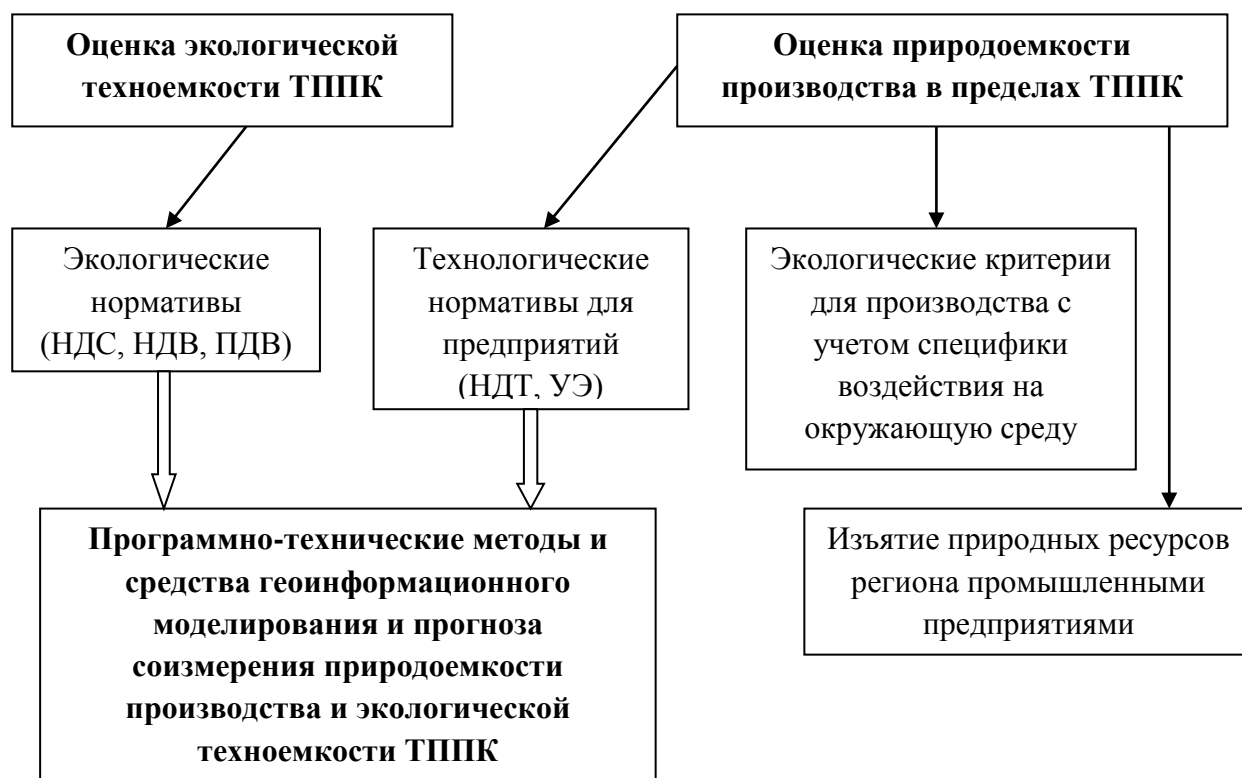 Оценка экологической
техноемкости ТППК
Оценка природоемкости
производства в пределах ТППК
Экологические
нормативы
(НДС, НДВ, ПДВ)
Технологические
нормативы для
предприятий
(НДТ, УЭ)
Экологические критерии
для производства с
учетом специфики
воздействия на
окружающую среду
Программно-технические методы и
средства геоинформационного
моделирования и прогноза
соизмерения природоемкости
производства и экологической
техноемкости ТППК
Изъятие природных ресурсов
региона промышленными
предприятиями